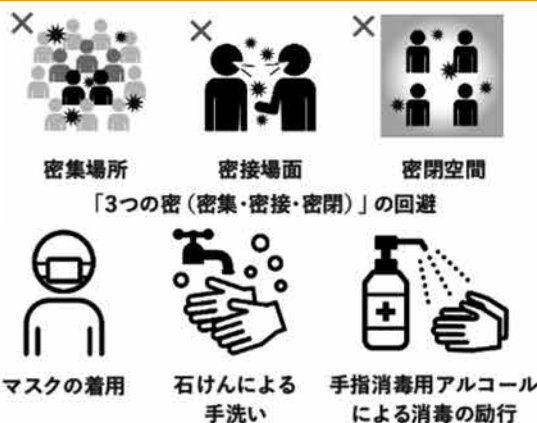 密集場所
密接場面
密閉空間
「3つの密（密集・密接・密閉）」の回避
マスクの着用
石けんによる
手洗い
手指消毒用アルコール
による消毒の励行